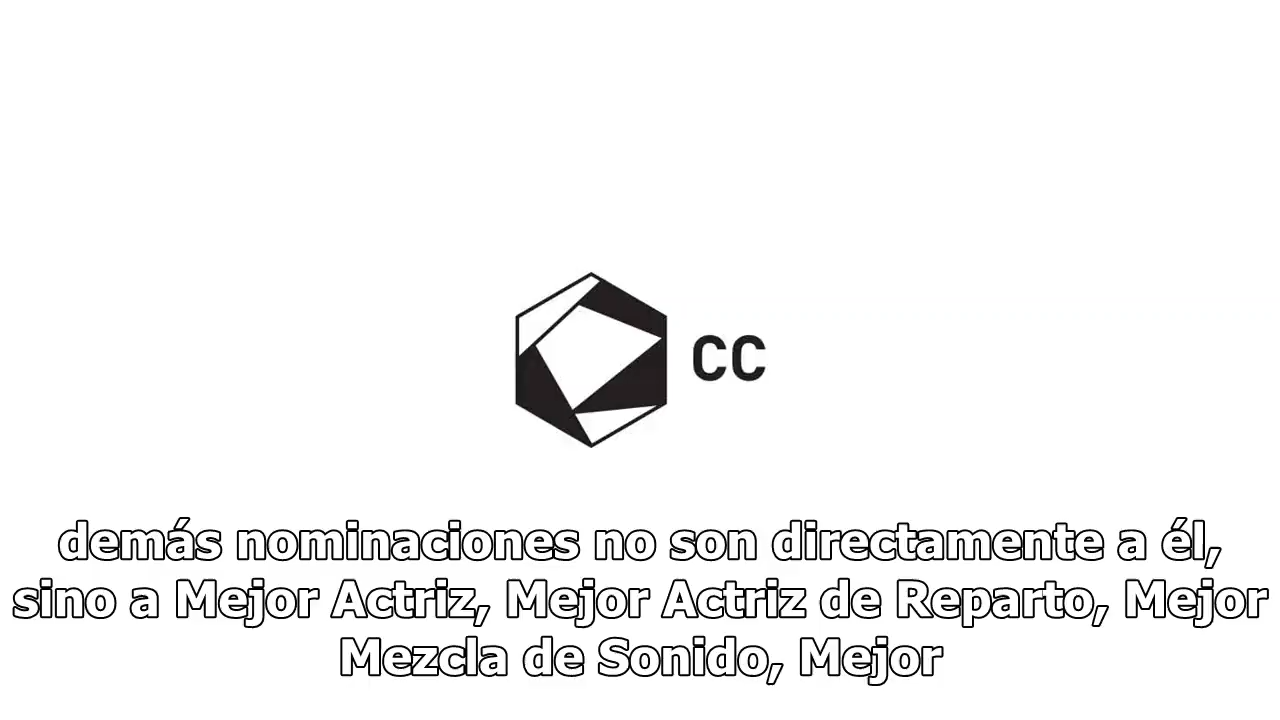 CC
demás nominaciones no son directamente a él,
sino a Mejor Actriz, Mejor Actriz de Reparto, Mejor
Mezcla de Sonido, Mejor